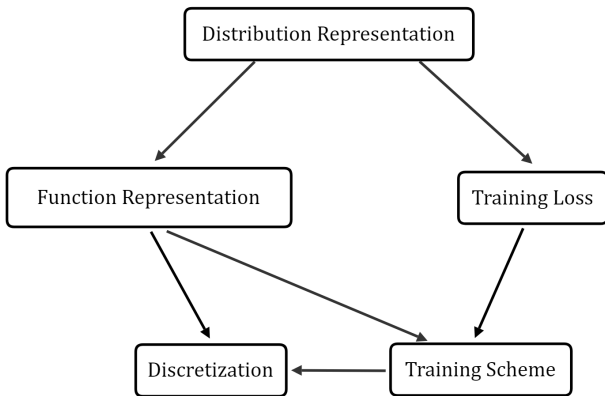 Distribution Representation
Function Representation
Training Loss
Discretization
Training Scheme